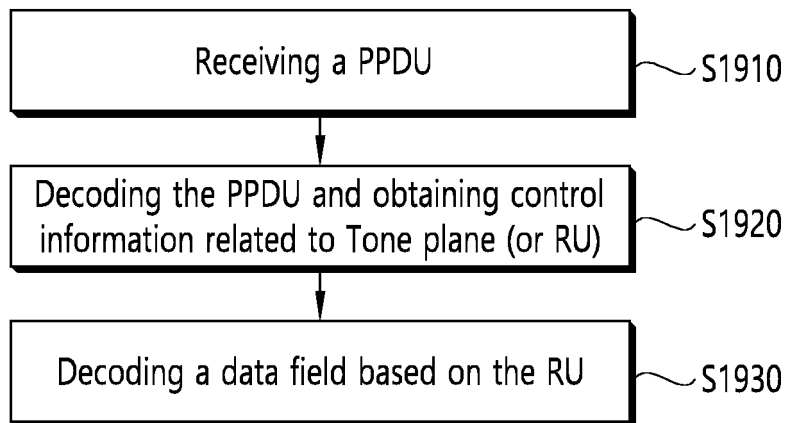 Receiving a PPDU
S1910
Decoding the PPDU and obtaining control
information related to Tone plane (or RU)
S1920
Decoding a data field based on the RU
S1930